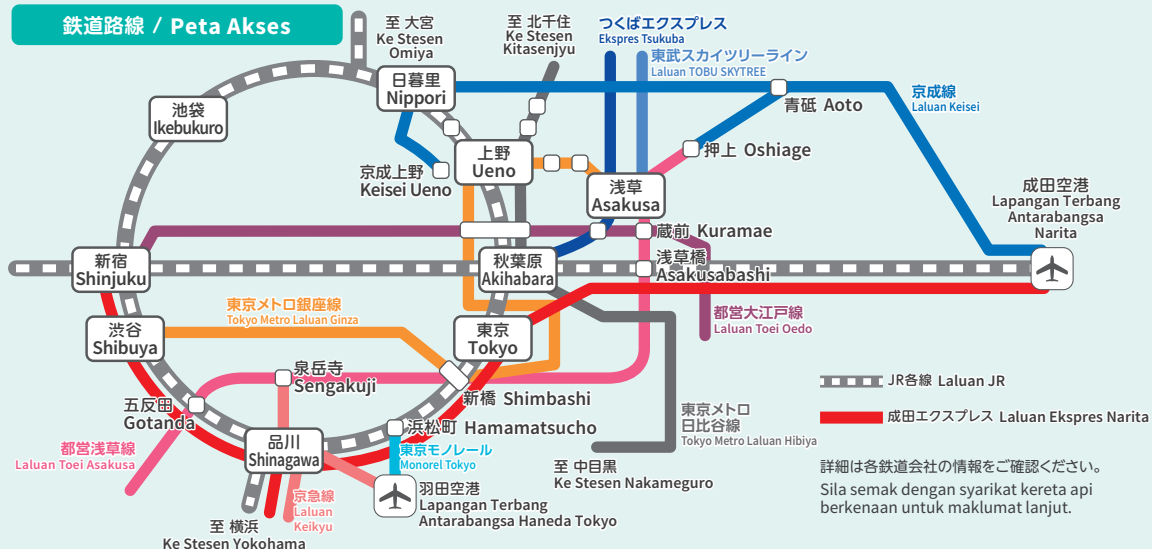 鉄道路線 / Peta Akses
至 大宮
Ke Stesen
Omiya
至 北千住
Ke Stesen
Kitasenjyu
つくばエクスプレス
Ekspres Tsukuba
東武スカイツリーライン
Laluan TOBU SKYTREE
日暮里
Nippori
京成線
Laluan Keisei
青砥 Aoto
池袋
Ikebukuro
上野
Ueno
押上 Oshiage
京成上野
Keisei Ueno
浅草
Asakusa
成田空港
Lapangan Terbang
Antarabangsa
Narita
蔵前 Kuramae
新宿
Shinjuku
秋葉原
Akihabara
浅草橋
Asakusabashi
東京メトロ銀座線
Tokyo Metro Laluan Ginza
都営大江戸線
Laluan Toei Oedo
渋谷
Shibuya
東京
Tokyo
泉岳寺
Sengakuji
新橋 Shimbashi
JR各線 Laluan JR
五反田
Gotanda
浜松町 Hamamatsucho
東京メトロ
日比谷線
Tokyo Metro Laluan Hibiya
成田エクスプレス Laluan Ekspres Narita
都営浅草線
Laluan Toei Asakusa
品川
Shinagawa
東京モノレール
Monorel Tokyo
至 中目黒
Ke Stesen Nakameguro
詳細は各鉄道会社の情報をご確認ください。
Sila semak dengan syarikat kereta api
berkenaan untuk maklumat lanjut.
京急線
Laluan
Keikyu
羽田空港
Lapangan Terbang
Antarabangsa Haneda Tokyo
至 横浜
Ke Stesen Yokohama